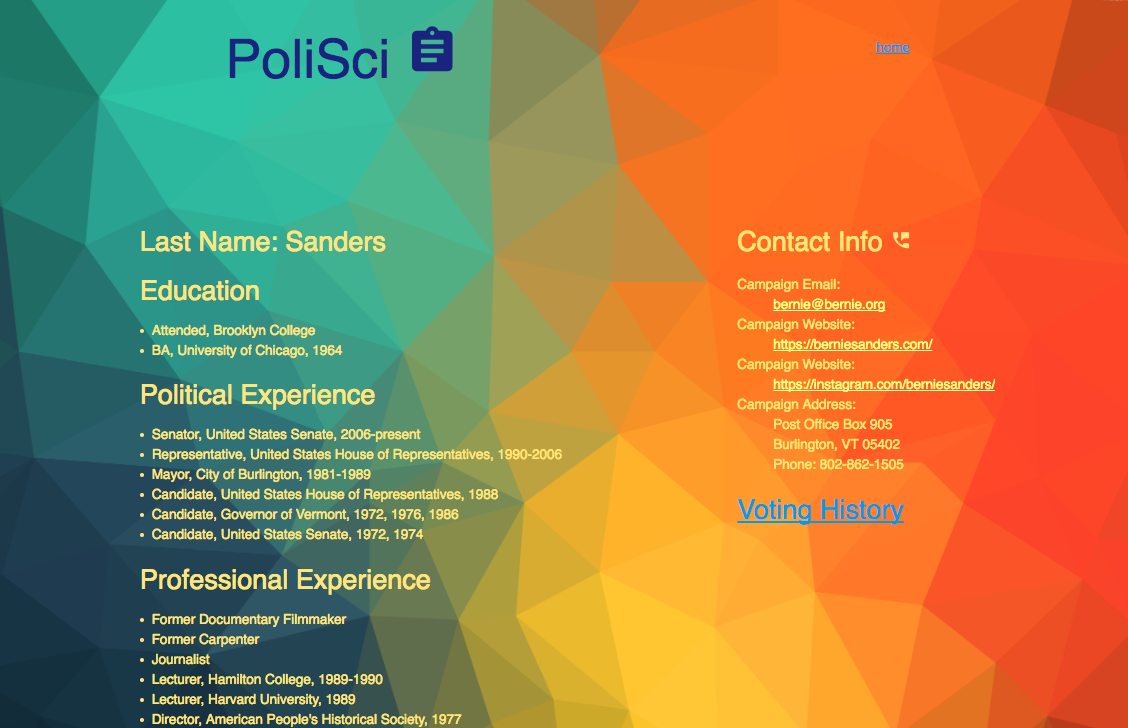 PoliSci
home
Last Name: Sanders
Education
• Attended, Brooklyn College
• BA, University of Chicago, 1964
Political Experience
• Senator, United States Senate, 2006-present
• Representative, United States House of Representatives, 1990-2006
• Mayor, City of Burlington, 1981-1989
• Candidate, United States House of Representatives, 1988
• Candidate, Governor of Vermont, 1972, 1976, 1986
• Candidate, United States Senate, 1972, 1974
Professional Experience
• Former Documentary Filmmaker
• Former Carpenter
• Journalist
• Lecturer, Hamilton College, 1989-1990
• Lecturer, Harvard University, 1989
• Director, American People's Historical Society, 1977
Contact Info
Campaign Email:
bernie@bernie.org
Campaign Website:
https://berniesanders.com/
Campaign Website:
https://instagram.com/berniesanders/
Campaign Address:
Post Office Box 905
Burlington, VT 05402
Phone: 802-862-1505
Voting History